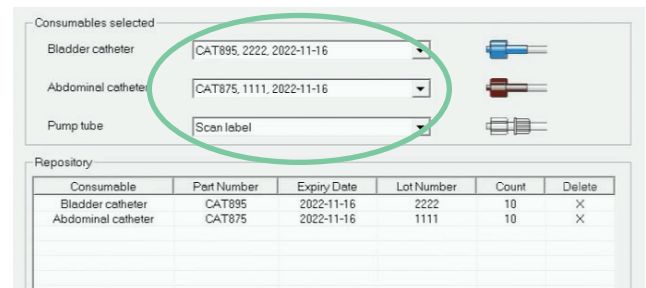 Consumables selected
Bladder catheter CAT895, 2222, 2022-11-16
Abdominal catheter CAT875, 1111, 2022-11-16
Pump tube Scan label
Repository
Consumable Part Number Expiry Date Lot Number Count Delete
Bladder catheter CAT895 2022-11-16 2222 10 X
Abdominal catheter CAT875 2022-11-16 1111 10 X